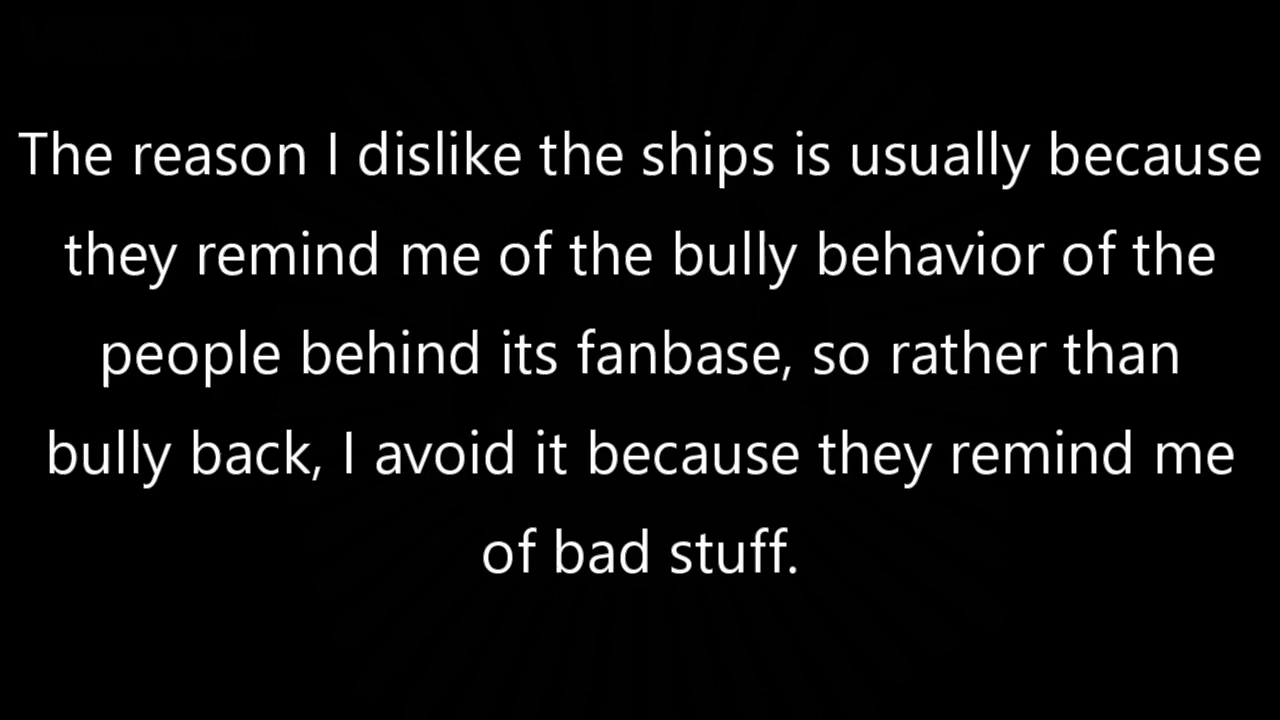 The reason I dislike the ships is usually because
they remind me of the bully behavior of the
people behind its fanbase, so rather than
bully back, I avoid it because they remind me
of bad stuff.